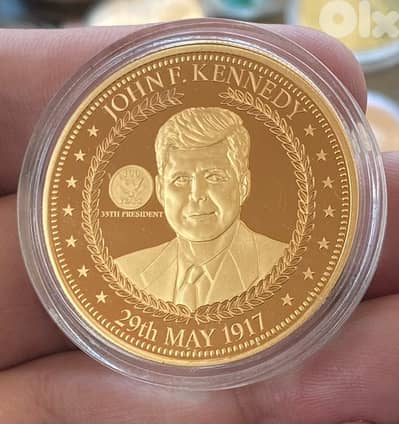 OLX
JOHN F. KENNEDY
35TH PRESIDENT
29th MAY 1917